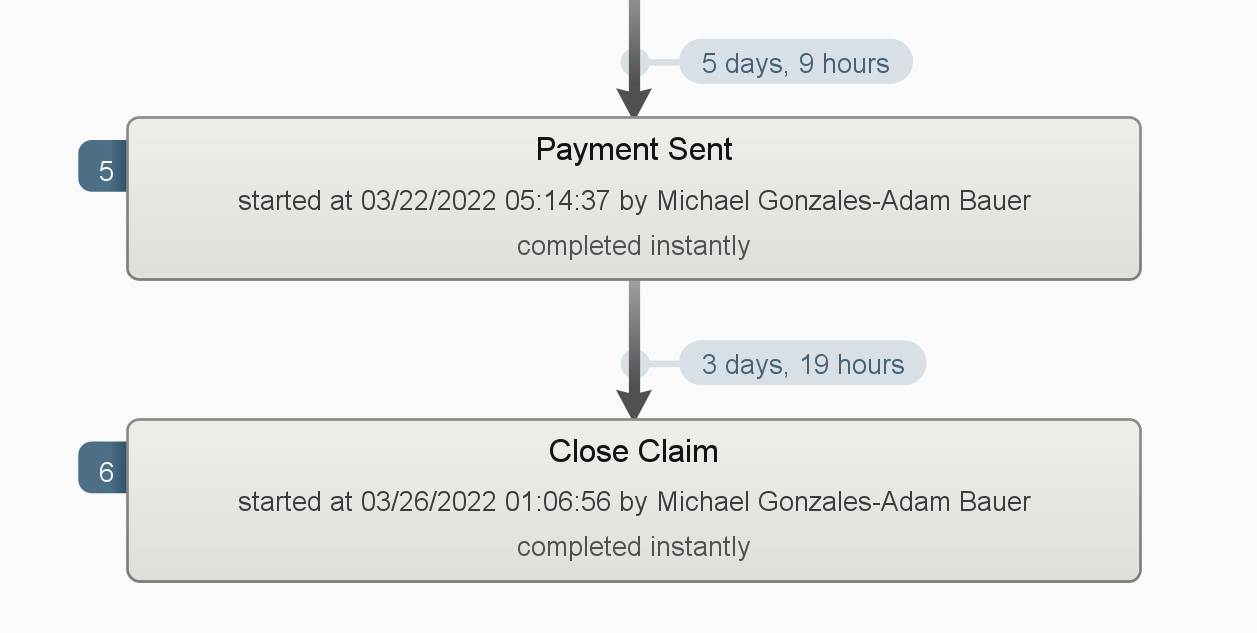 5 days, 9 hours
5
Payment Sent
started at 03/22/2022 05:14:37 by Michael Gonzales-Adam Bauer
completed instantly
3 days, 19 hours
6
Close Claim
started at 03/26/2022 01:06:56 by Michael Gonzales-Adam Bauer
completed instantly